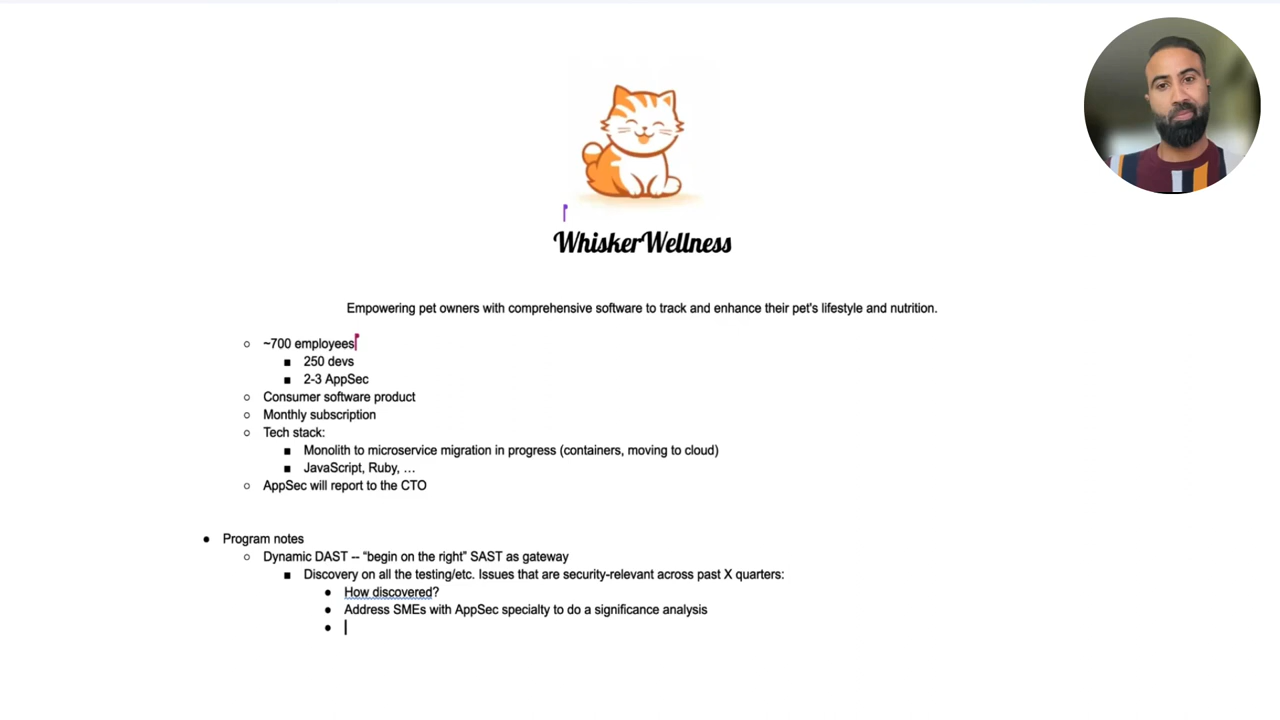 WhiskerWellness
Empowering pet owners with comprehensive software to track and enhance their pet's lifestyle and nutrition.
~700 employees
250 devs
2-3 AppSec
Consumer software product
Monthly subscription
Tech stack:
Monolith to microservice migration in progress (containers, moving to cloud)
JavaScript, Ruby, …
AppSec will report to the CTO
Program notes
Dynamic DAST -- “begin on the right” SAST as gateway
Discovery on all the testing/etc. Issues that are security-relevant across past X quarters:
How discovered?
Address SMEs with AppSec specialty to do a significance analysis